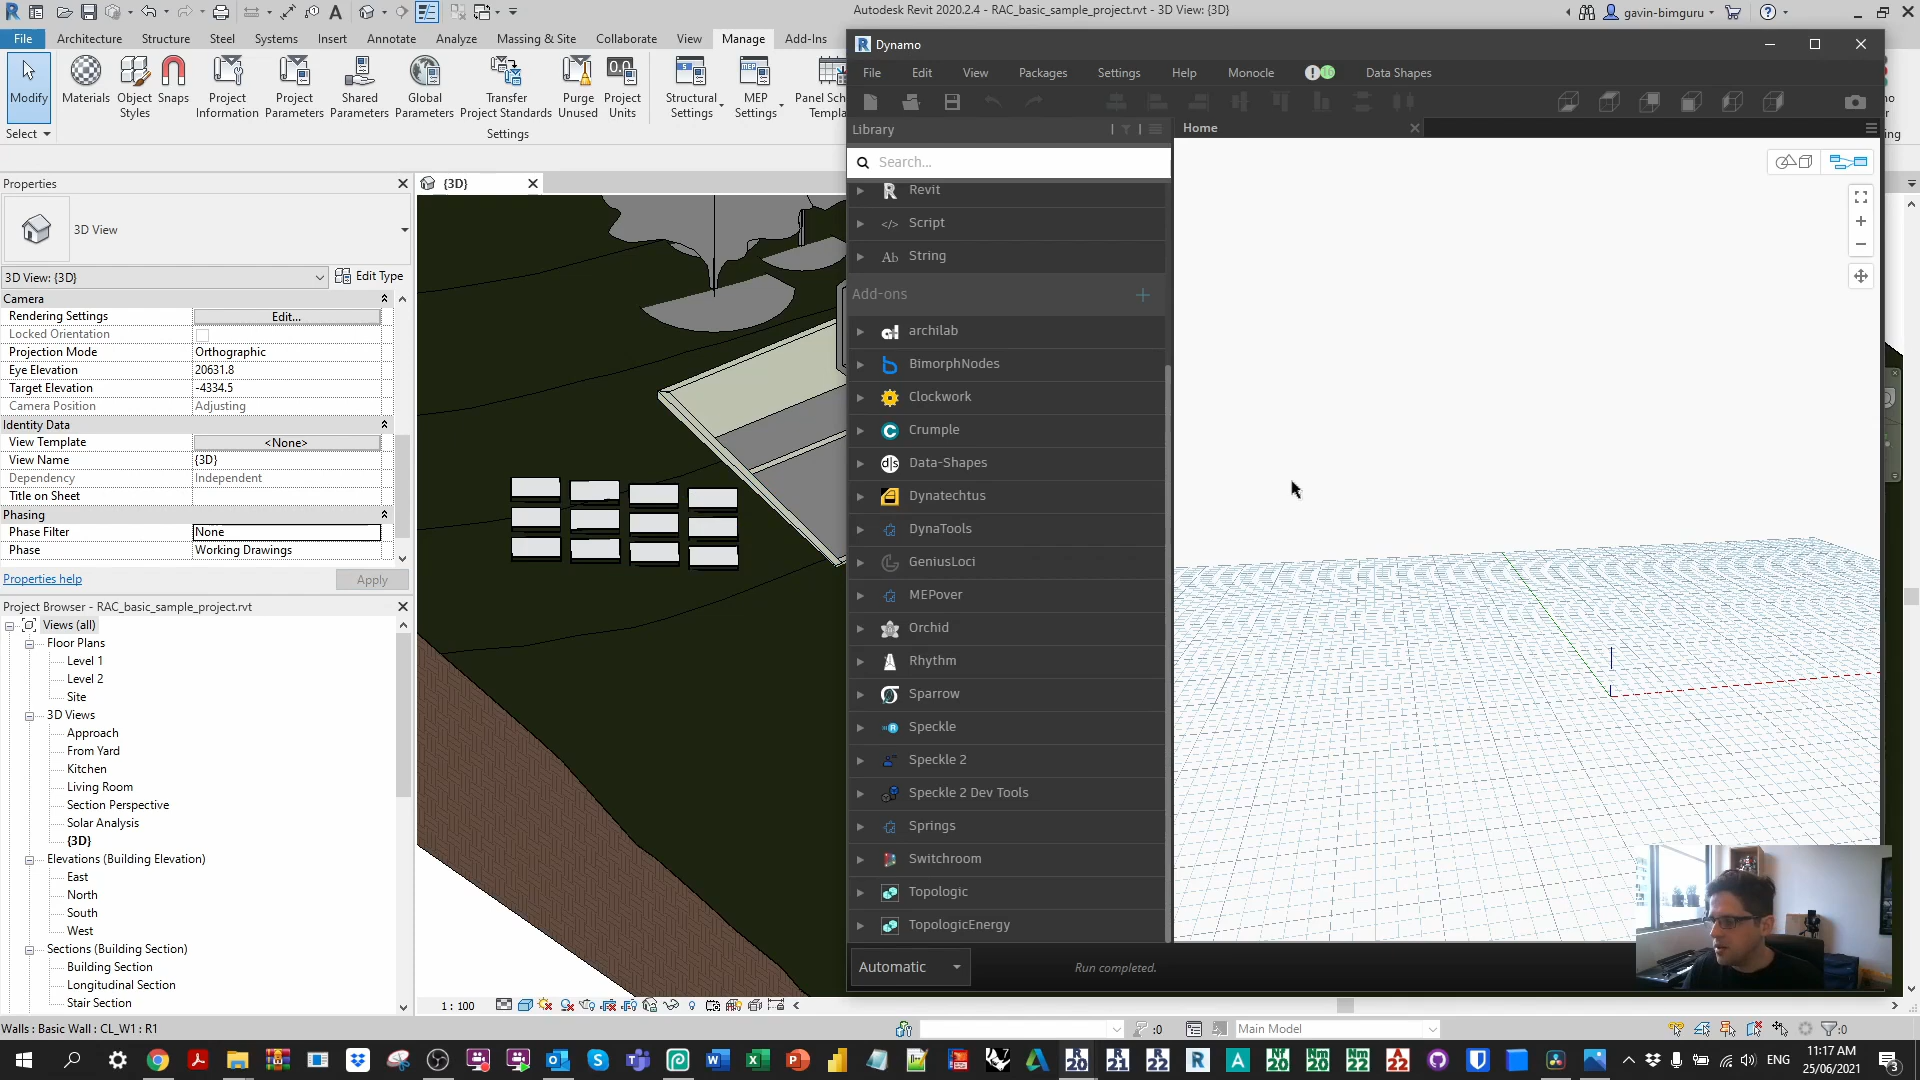 Autodesk Revit 2020.2.4 - RAC_basic_sample_project.rvt - 3D View: {3D}
gavin-bimguru
File
Architecture
Structure
Steel
Systems
Insert
Annotate
Analyze
Massing & Site
Collaborate
View
Manage
Add-Ins
Modify
Materials
Object
Styles
Snaps
Project
Information
Project
Parameters
Shared
Parameters
Global
Parameters
Transfer
Project Standards
Purge
Unused
Project
Units
Structural
Settings
MEP
Settings
Panel Sch
Templa
Select
Settings
Properties
3D View
3D View: {3D}
Edit Type
Camera
Rendering Settings
Edit...
Locked Orientation
Projection Mode
Orthographic
Eye Elevation
20631.8
Target Elevation
-4334.5
Camera Position
Adjusting
Identity Data
View Template
<None>
View Name
{3D}
Dependency
Independent
Title on Sheet
Phasing
Phase Filter
None
Phase
Working Drawings
Properties help
Apply
Project Browser - RAC_basic_sample_project.rvt
Views (all)
Floor Plans
Level 1
Level 2
Site
3D Views
Approach
From Yard
Kitchen
Living Room
Section Perspective
Solar Analysis
{3D}
Elevations (Building Elevation)
East
North
South
West
Sections (Building Section)
Building Section
Longitudinal Section
Stair Section
{3D}
1 : 100
Dynamo
File
Edit
View
Packages
Settings
Help
Monocle
10
Data Shapes
Library
Home
Search...
Revit
Script
String
Add-ons
archilab
BimorphNodes
Clockwork
Crumple
Data-Shapes
Dynatechtus
DynaTools
GeniusLoci
MEPover
Orchid
Rhythm
Sparrow
Speckle
Speckle 2
Speckle 2 Dev Tools
Springs
Switchroom
Topologic
TopologicEnergy
Automatic
Run completed.
Walls : Basic Wall : CL_W1 : R1
:0
Main Model
:0
ENG
11:17 AM
25/06/2021
3